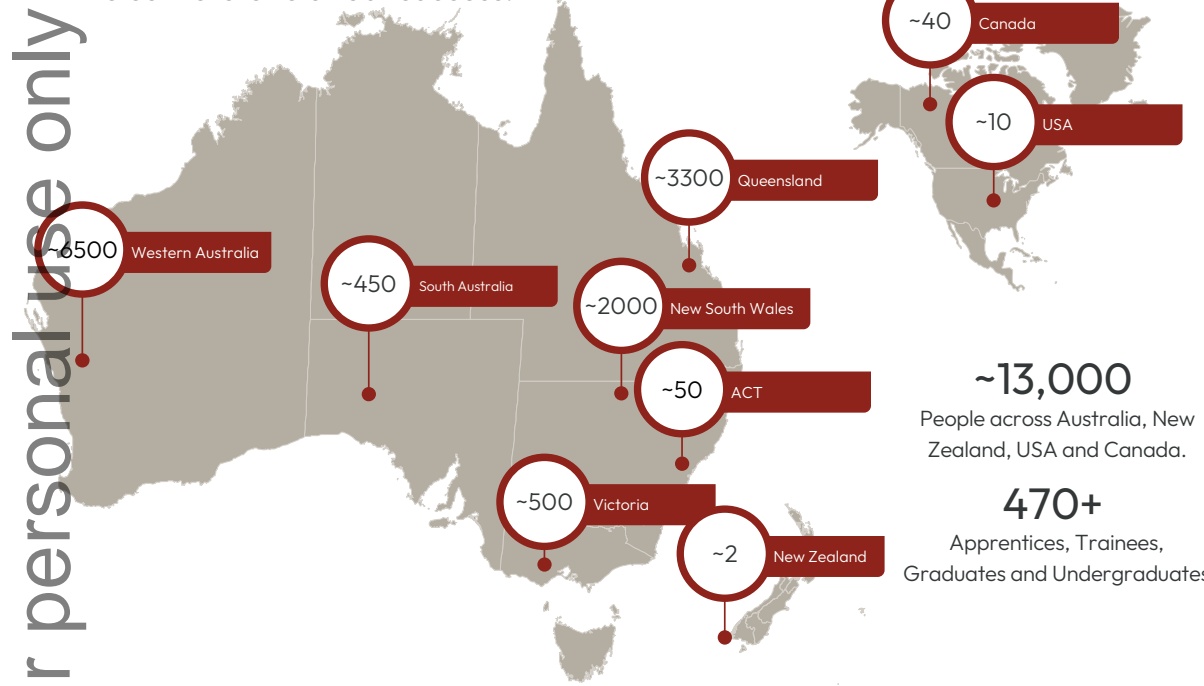 r personal use only
~40 Canada
~10 USA
~3300 Queensland
~6500 Western Australia
~450 South Australia
~2000 New South Wales
~50 ACT
~500 Victoria
~2 New Zealand
~13,000
People across Australia, New
Zealand, USA and Canada.
470+
Apprentices, Trainees,
Graduates and Undergraduates